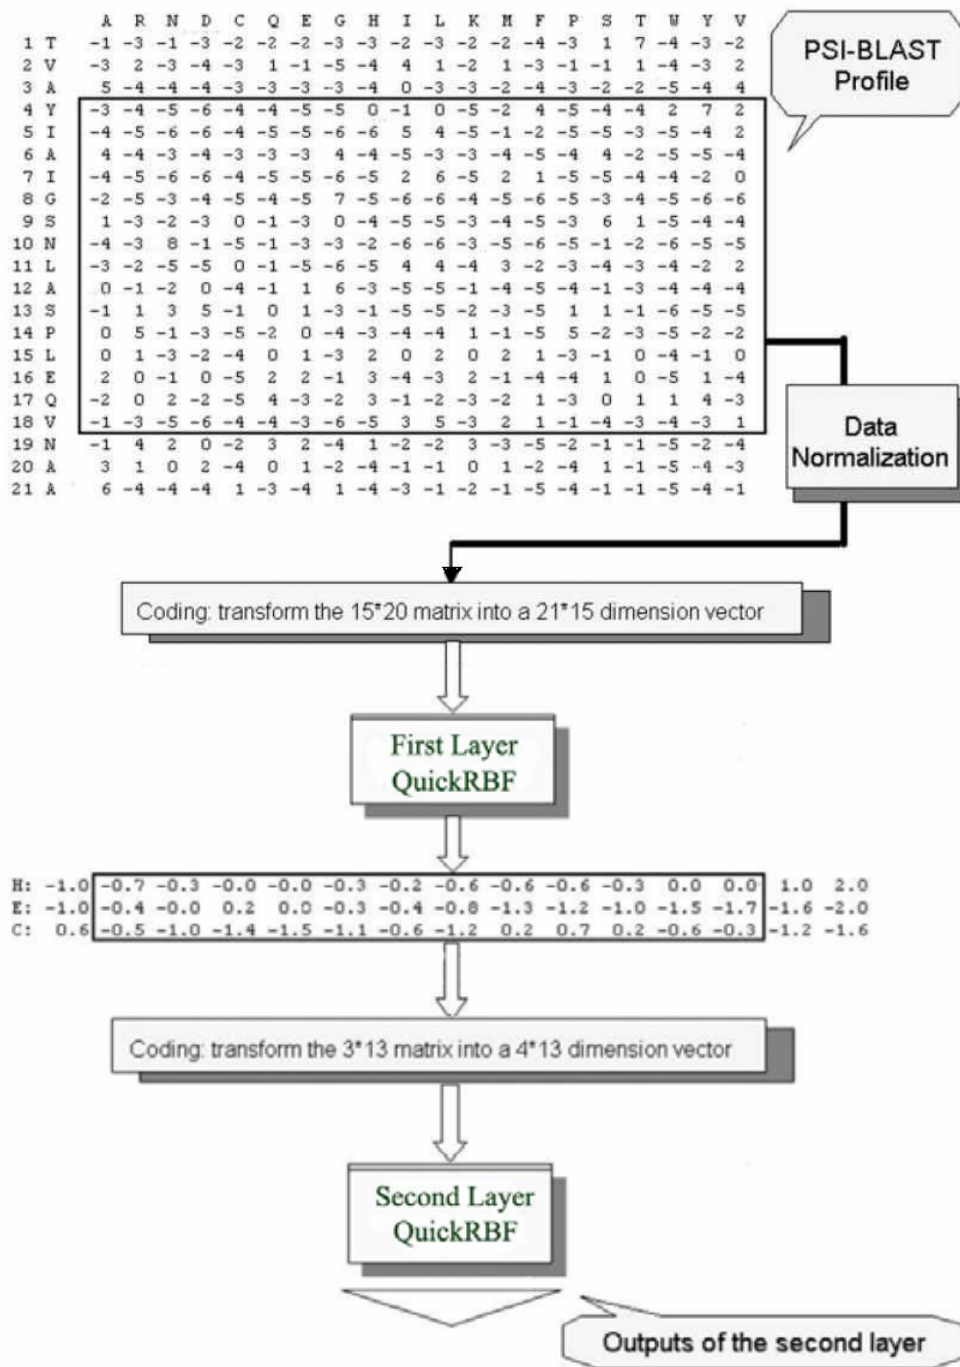 A R N D C Q E G H I L K M F P S T W Y V
1 T -1 -3 -1 -3 -2 -2 -2 -3 -3 -2 -3 -2 -2 -4 -3 1 7 -4 -3 -2
2 V -3 2 -3 -4 -3 1 -1 -5 -4 4 1 -2 1 -3 -1 -1 1 -4 -3 2
3 A 5 -4 -4 -4 -3 -3 -3 -3 -4 0 -3 -3 -2 -4 -3 -2 -2 -5 -4 4
4 Y -3 -4 -5 -6 -4 -4 -5 -5 0 -1 0 -5 -2 4 -5 -4 -4 2 7 2
5 I -4 -5 -6 -6 -4 -5 -5 -6 -6 5 4 -5 -1 -2 -5 -5 -3 -5 -4 2
6 A 4 -4 -3 -4 -3 -3 -3 4 -4 -5 -3 -3 -4 -5 -4 4 -2 -5 -5 -4
7 I -4 -5 -6 -6 -4 -5 -5 -6 -5 2 6 -5 2 1 -5 -5 -4 -4 -2 0
8 G -2 -5 -3 -4 -5 -4 -5 7 -5 -6 -6 -4 -5 -6 -5 -3 -4 -5 -6 -6
9 S 1 -3 -2 -3 0 -1 -3 0 -4 -5 -5 -3 -4 -5 -3 6 1 -5 -4 -4
10 N -4 -3 8 -1 -5 -1 -3 -3 -2 -6 -6 -3 -5 -6 -5 -1 -2 -6 -5 -5
11 L -3 -2 -5 -5 0 -1 -5 -6 -5 4 4 -4 3 -2 -3 -4 -3 -4 -2 2
12 A 0 -1 -2 0 -4 -1 1 6 -3 -5 -5 -1 -4 -5 -4 -1 -3 -4 -4 -4
13 S -1 1 3 5 -1 0 1 -3 -1 -5 -5 -2 -3 -5 1 1 -1 -6 -5 -5
14 P 0 5 -1 -3 -5 -2 0 -4 -3 -4 -4 1 -1 -5 5 -2 -3 -5 -2 -2
15 L 0 1 -3 -2 -4 0 1 -3 2 0 2 0 2 1 -3 -1 0 -4 -1 0
16 E 2 0 -1 0 -5 2 2 -1 3 -4 -3 2 -1 -4 -4 1 0 -5 1 -4
17 Q -2 0 2 -2 -5 4 -3 -2 3 -1 -2 -3 -2 1 -3 0 1 1 4 -3
18 V -1 -3 -5 -6 -4 -4 -6 -6 -5 3 5 -3 2 1 -1 -4 -3 -4 -3 1
19 N -1 4 2 0 -2 3 2 -4 1 -2 -2 3 -3 -5 -2 -1 -2 -5 -2 -4
20 A 3 1 0 2 -4 0 1 -2 -4 -1 -1 0 1 -2 -4 1 -1 -5 -4 -3
21 A 6 -4 -4 -4 1 -3 -4 1 -4 -3 -1 -2 -1 -5 -4 -1 -1 -5 -4 -1
PSI-BLAST
Profile
Data
Normalization
Coding: transform the 15*20 matrix into a 21*15 dimension vector
First Layer
QuickRBF
H: -1.0 -0.7 -0.3 -0.0 -0.0 -0.3 -0.2 -0.6 -0.6 -0.6 -0.3 0.0 0.0 1.0 2.0
E: -1.0 -0.4 -0.0 0.2 0.0 -0.3 -0.4 -0.8 -1.3 -1.2 -1.0 -1.5 -1.7 -1.6 -2.0
C: 0.6 -0.5 -1.0 -1.4 -1.5 -1.1 -0.6 -1.2 0.2 0.7 0.2 -0.6 -0.3 -1.2 -1.6
Coding: transform the 3*13 matrix into a 4*13 dimension vector
Second Layer
QuickRBF
Outputs of the second layer